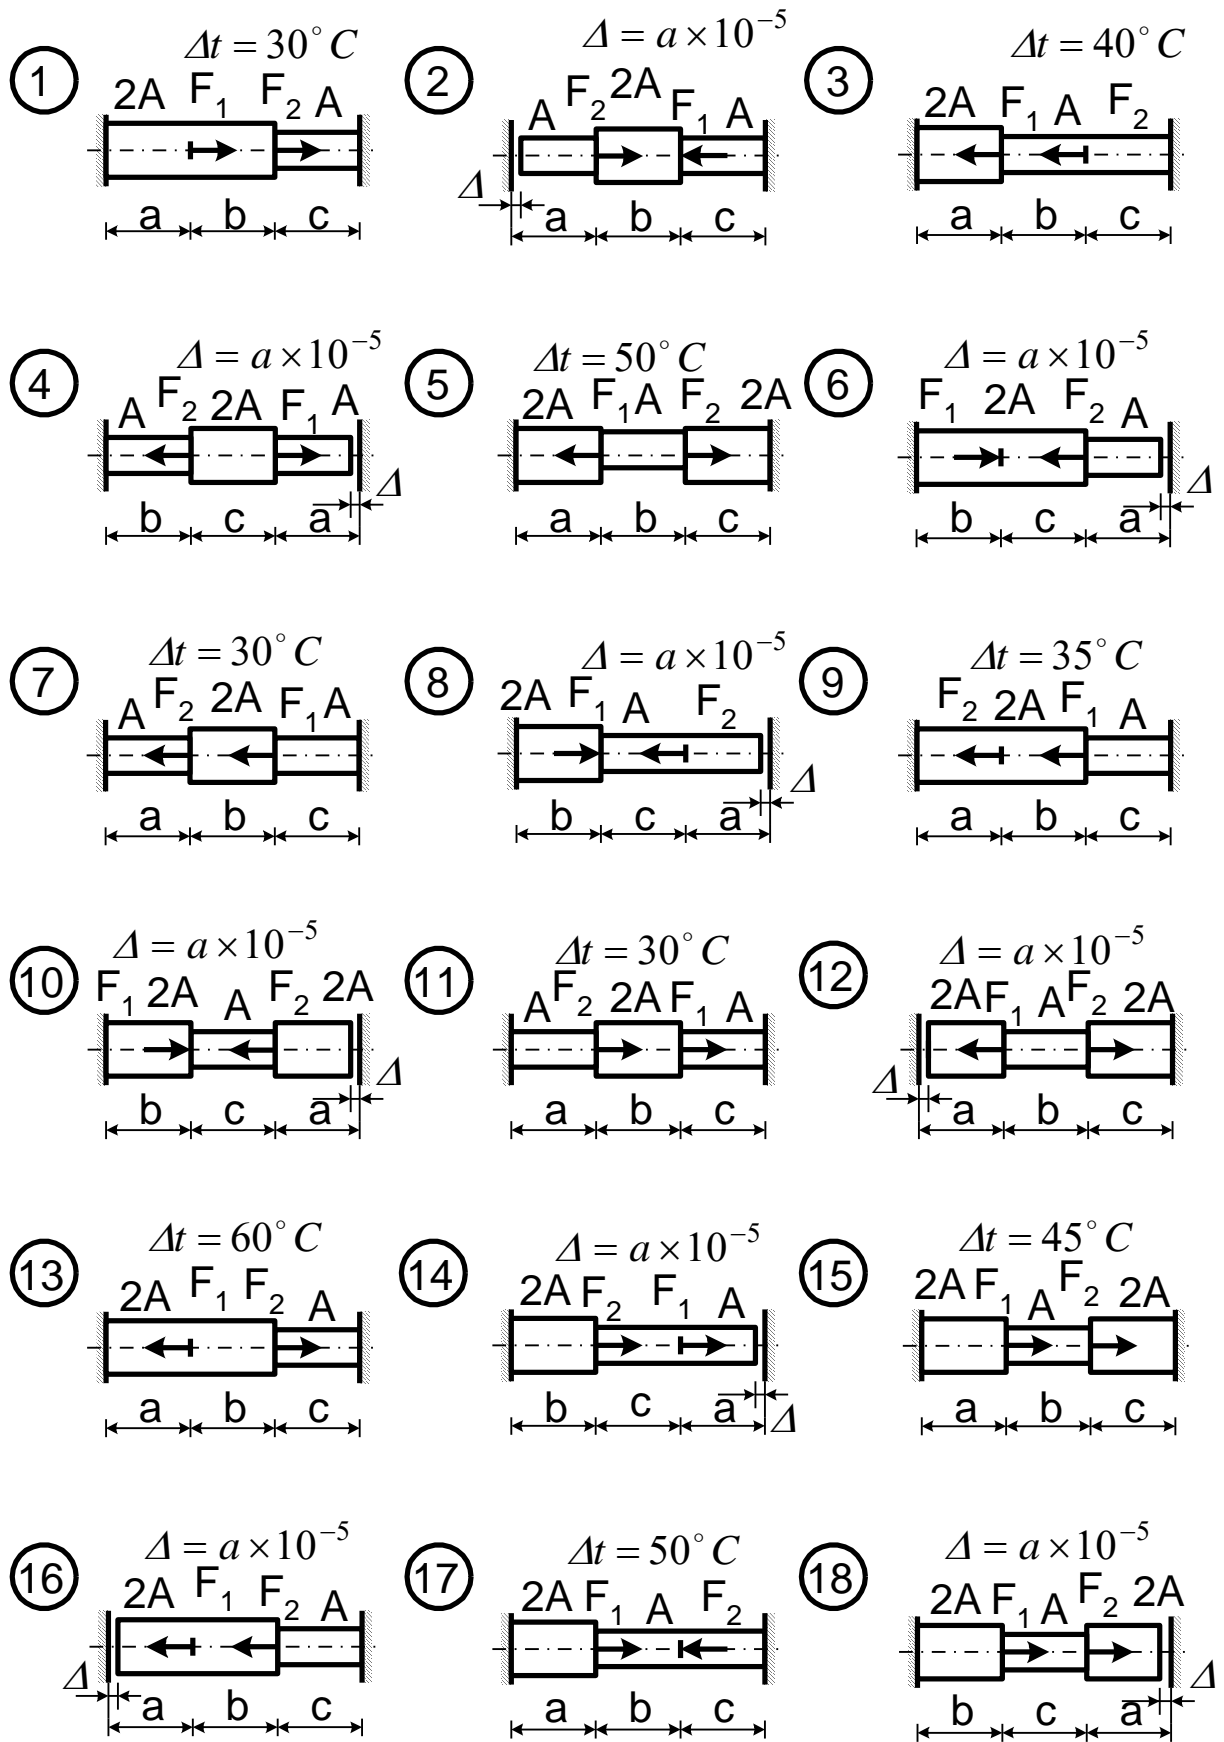 1 Δt = 30°C
2A F₁ F₂ A
a b c
2 Δ = a × 10⁻⁵
A F₂ 2A F₁ A
Δ
a b c
3 Δt = 40°C
2A F₁ A F₂
a b c
4 Δ = a × 10⁻⁵
A F₂ 2A F₁ A
Δ
b c a
5 Δt = 50°C
2A F₁ A F₂ 2A
a b c
6 Δ = a × 10⁻⁵
F₁ 2A F₂ A
Δ
b c a
7 Δt = 30°C
A F₂ 2A F₁ A
a b c
8 Δ = a × 10⁻⁵
2A F₁ A F₂
Δ
b c a
9 Δt = 35°C
F₂ 2A F₁ A
a b c
10 Δ = a × 10⁻⁵
F₁ 2A A F₂ 2A
Δ
b c a
11 Δt = 30°C
A F₂ 2A F₁ A
a b c
12 Δ = a × 10⁻⁵
2A F₁ A F₂ 2A
Δ
a b c
13 Δt = 60°C
2A F₁ F₂ A
a b c
14 Δ = a × 10⁻⁵
2A F₂ F₁ A
b c a Δ
15 Δt = 45°C
2A F₁ A F₂ 2A
a b c
16 Δ = a × 10⁻⁵
2A F₁ F₂ A
Δ
a b c
17 Δt = 50°C
2A F₁ A F₂
a b c
18 Δ = a × 10⁻⁵
2A F₁ A F₂ 2A
Δ
b c a